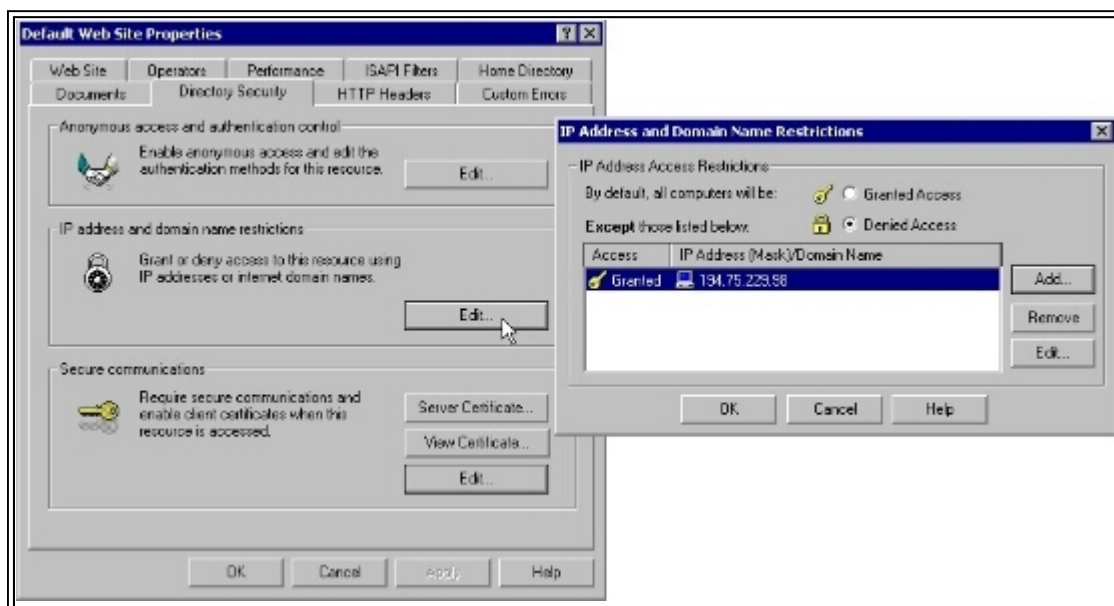 Default Web Site Properties
Web Site Operators Performance ISAPI Filters Home Directory
Documents Directory Security HTTP Headers Custom Errors
Anonymous access and authentication control
Enable anonymous access and edit the
authentication methods for this resource.
Edit...
IP address and domain name restrictions
Grant or deny access to this resource using
IP addresses or internet domain names.
Edit...
Secure communications
Require secure communications and
enable client certificates when this
resource is accessed.
Server Certificate...
View Certificate...
Edit...
OK Cancel Apply Help
IP Address and Domain Name Restrictions
IP Address Access Restrictions
By default, all computers will be: Granted Access
Except those listed below: Denied Access
Access IP Address (Mask)/Domain Name
Granted 194.75.229.98
Add...
Remove
Edit...
OK Cancel Help